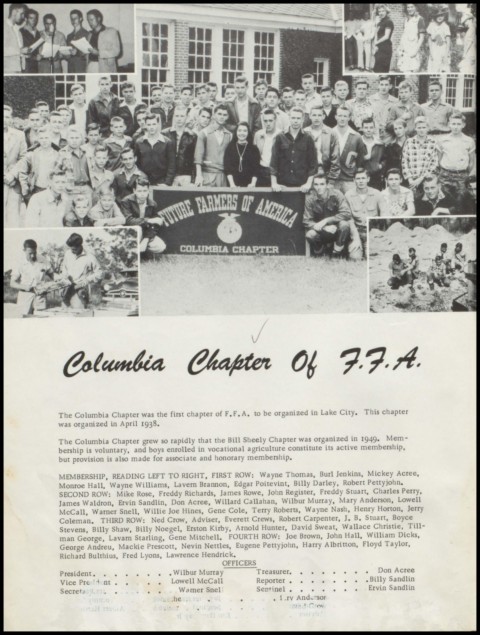 FUTURE FARMERS OF AMERICA
COLUMBIA CHAPTER
Columbia Chapter Of F.F.A.
The Columbia Chapter was the first chapter of F.F.A. to be organized in Lake City. This chapter
was organized in April 1938.
The Columbia Chapter grew so rapidly that the Bill Sheely Chapter was organized in 1949. Mem-
bership is voluntary, and boys enrolled in vocational agriculture constitute its active membership,
but provision is also made for associate and honorary membership.
MEMBERSHIP, READING LEFT TO RIGHT, FIRST ROW: Wayne Thomas, Burl Jenkins, Mickey Acree,
Monroe Hall, Wayne Williams, Lavern Brannon, Edgar Poitevint, Billy Darley, Robert Pettyjohn.
SECOND ROW: Mike Rose, Freddy Richards, James Rowe, John Register, Freddy Stuart, Charles Perry,
James Waldron, Ervin Sandlin, Don Acree, Willard Callahan, Wilbur Murray, Mary Anderson, Lowell
McCall, Warner Snell, Willie Joe Hines, Gene Cole, Terry Roberts, Wayne Nash, Henry Horton, Jerry
Coleman. THIRD ROW: Ned Crow, Adviser, Everett Crews, Robert Carpenter, J. B. Stuart, Boyce
Stevens, Billy Shaw, Billy Noegel, Enton Kirby, Arnold Hunter, David Sweat, Wallace Christie, Till-
man George, Lavam Starling, Gene Mitchell. FOURTH ROW: Joe Brown, John Hall, William Dicks,
George Andreu, Mackie Prescott, Nevin Nettles, Eugene Pettyjohn, Harry Albritton, Floyd Taylor,
Richard Bulthius, Fred Lyons, Lawrence Hendrick.
OFFICERS
President. . . . . . . . . .Wilbur Murray Treasurer. . . . . . . . . . . Don Acree
Vice President . . . . . . Lowell McCall Reporter . . . . . . . . . .Billy Sandlin
. . . . . . Warner Snell Sentinel . . . . . . . . . . Ervin Sandlin
Anderson